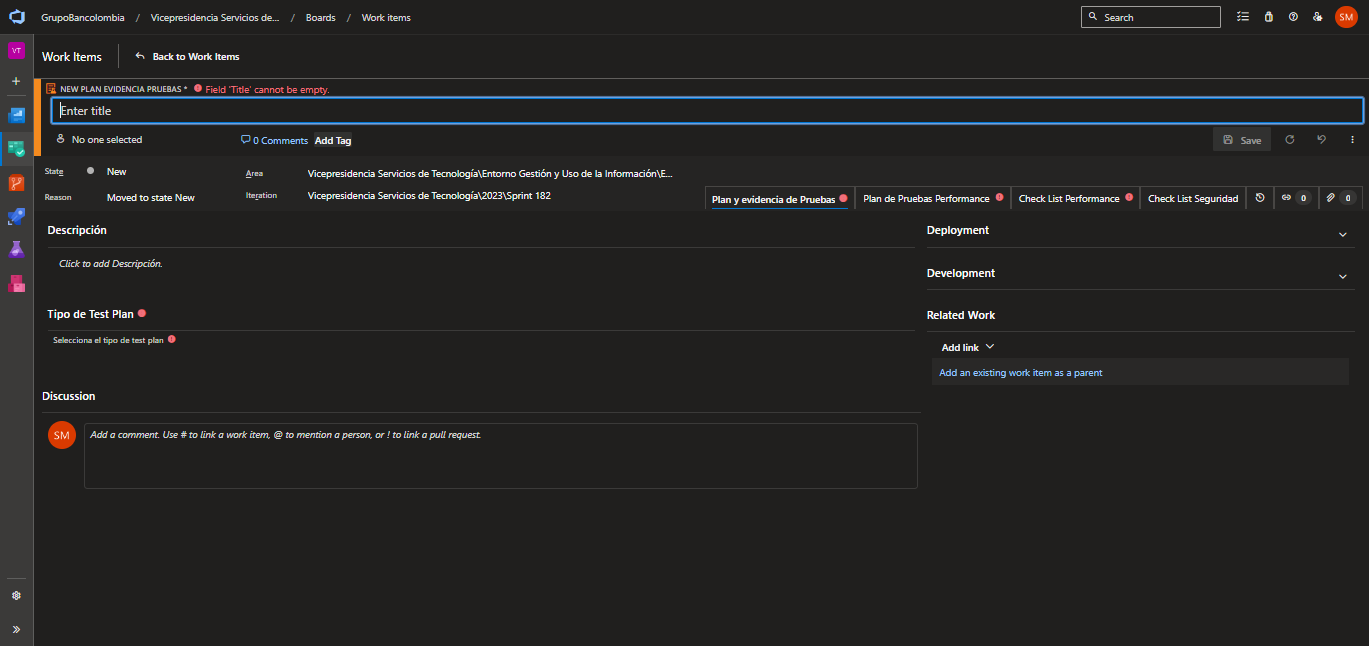 GrupoBancolombia / Vicepresidencia Servicios de... / Boards / Work items
Search
SM
VT
Work Items
Back to Work Items
NEW PLAN EVIDENCIA PRUEBAS * Field 'Title' cannot be empty.
Enter title
No one selected
0 Comments
Add Tag
Save
State
New
Area
Vicepresidencia Servicios de Tecnología\Entorno Gestión y Uso de la Información\E...
Reason
Moved to state New
Iteration
Vicepresidencia Servicios de Tecnología\2023\Sprint 182
Plan y evidencia de Pruebas
Plan de Pruebas Performance
Check List Performance
Check List Seguridad
0
0
Descripción
Click to add Descripción.
Tipo de Test Plan
Selecciona el tipo de test plan
Discussion
SM
Add a comment. Use # to link a work item, @ to mention a person, or ! to link a pull request.
Deployment
Development
Related Work
Add link
Add an existing work item as a parent